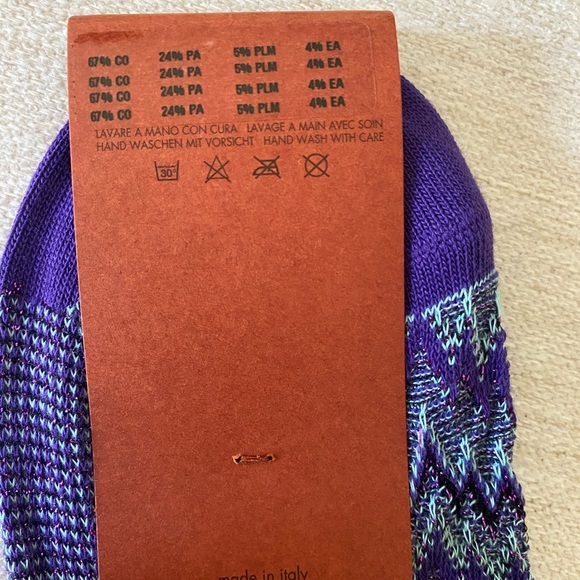 67% CO 24% PA 5% PLM 4% EA
67% CO 24% PA 5% PLM 4% EA
67% CO 24% PA 5% PLM 4% EA
67% CO 24% PA 5% PLM 4% EA
LAVARE A MANO CON CURA LAVAGE A MAIN AVEC SOIN
HAND WASCHEN MIT VORSICHT HAND WASH WITH CARE
30°
made in italy